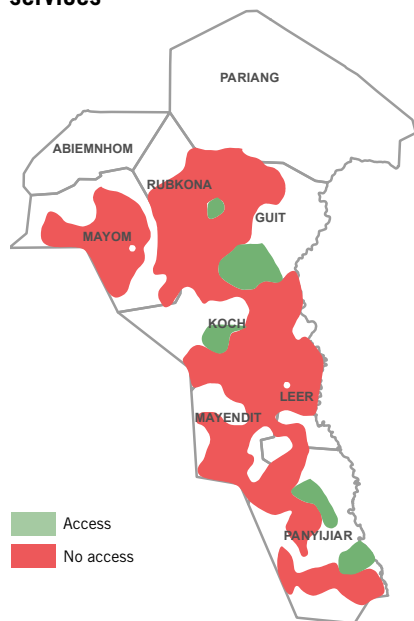 services
PARIANG
ABIEMNHOM
RUBKONA
GUIT
MAYOM
KOCH
LEER
MAYENDIT
PANYIJIAR
Access
No access